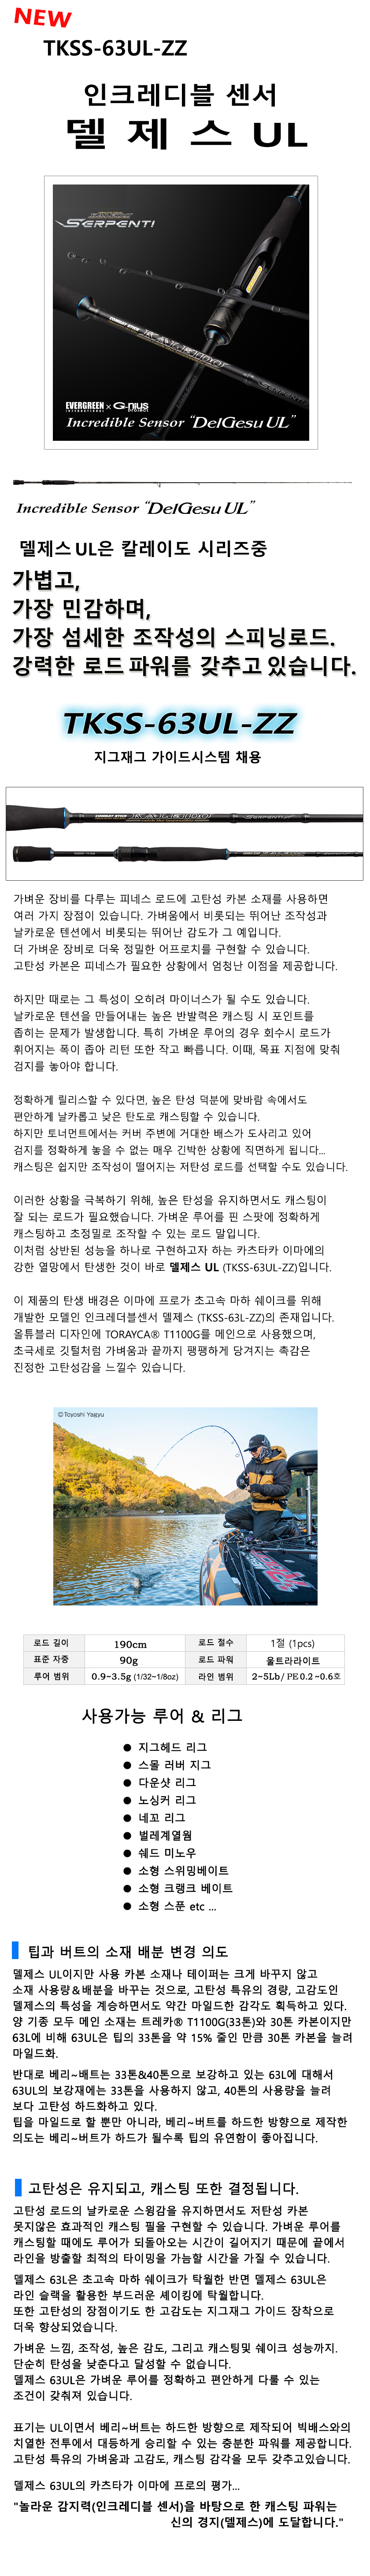 NEW
TKSS-63UL-ZZ
인크레디블 센서
델 제 스 UL
SERPENTI
COMBAT STICK KALEIDO
SERPENTI
EVERGREEN INTERNATIONAL × G-nius project
Incredible Sensor "DelGesu UL"
Incredible Sensor "DelGesu UL"
델제스 UL은 칼레이도 시리즈중
가볍고,
가장 민감하며,
가장 섬세한 조작성의 스피닝로드.
강력한 로드 파워를 갖추고 있습니다.
TKSS-63UL-ZZ
지그재그 가이드시스템 채용
COMBAT STICK KALEIDO SERPENTI
가벼운 장비를 다루는 피네스 로드에 고탄성 카본 소재를 사용하면
여러 가지 장점이 있습니다. 가벼움에서 비롯되는 뛰어난 조작성과
날카로운 텐션에서 비롯되는 뛰어난 감도가 그 예입니다.
더 가벼운 장비로 더욱 정밀한 어프로치를 구현할 수 있습니다.
고탄성 카본은 피네스가 필요한 상황에서 엄청난 이점을 제공합니다.
하지만 때로는 그 특성이 오히려 마이너스가 될 수도 있습니다.
날카로운 텐션을 만들어내는 높은 반발력은 캐스팅 시 포인트를
좁히는 문제가 발생합니다. 특히 가벼운 루어의 경우 회수시 로드가
휘어지는 폭이 좁아 리턴 또한 작고 빠릅니다. 이때, 목표 지점에 맞춰
검지를 놓아야 합니다.
정확하게 릴리스할 수 있다면, 높은 탄성 덕분에 맞바람 속에서도
편안하게 날카롭고 낮은 탄도로 캐스팅할 수 있습니다.
하지만 토너먼트에서는 커버 주변에 거대한 배스가 도사리고 있어
검지를 정확하게 놓을 수 없는 매우 긴박한 상황에 직면하게 됩니다...
캐스팅은 쉽지만 조작성이 떨어지는 저탄성 로드를 선택할 수도 있습니다.
이러한 상황을 극복하기 위해, 높은 탄성을 유지하면서도 캐스팅이
잘 되는 로드가 필요했습니다. 가벼운 루어를 핀 스팟에 정확하게
캐스팅하고 초정밀로 조작할 수 있는 로드 말입니다.
이처럼 상반된 성능을 하나로 구현하고자 하는 카츠타카 이마에의
강한 열망에서 탄생한 것이 바로 델제스 UL (TKSS-63UL-ZZ)입니다.
이 제품의 탄생 배경은 이마에 프로가 초고속 마하 쉐이크를 위해
개발한 모델인 인크레더블센서 델제스 (TKSS-63L-ZZ)의 존재입니다.
올튜블러 디자인에 TORAYCA® T1100G를 메인으로 사용했으며,
초극세로 깃털처럼 가벼움과 끝까지 팽팽하게 당겨지는 촉감은
진정한 고탄성감을 느낄수 있습니다.
©Toyoshi Yagyu
로드 길이 190cm 로드 절수 1절 (1pcs)
표준 자중 90g 로드 파워 울트라라이트
루어 범위 0.9~3.5g (1/32~1/8oz) 라인 범위 2~5Lb/ PE 0.2 ~0.6호
사용가능 루어 & 리그
● 지그헤드 리그
● 스몰 러버 지그
● 다운샷 리그
● 노싱커 리그
● 네꼬 리그
● 벌레계열웜
● 쉐드 미노우
● 소형 스위밍베이트
● 소형 크랭크 베이트
● 소형 스푼 etc ...
팁과 버트의 소재 배분 변경 의도
델제스 UL이지만 사용 카본 소재나 테이퍼는 크게 바꾸지 않고
소재 사용량＆배분을 바꾸는 것으로, 고탄성 특유의 경량, 고감도인
델제스의 특성을 계승하면서도 약간 마일드한 감각도 획득하고 있다.
양 기종 모두 메인 소재는 트레카® T1100G(33톤)와 30톤 카본이지만
63L에 비해 63UL은 팁의 33톤을 약 15% 줄인 만큼 30톤 카본을 늘려
마일드화.
반대로 베리~배트는 33톤&40톤으로 보강하고 있는 63L에 대해서
63UL의 보강재에는 33톤을 사용하지 않고, 40톤의 사용량을 늘려
보다 고탄성 하드화하고 있다.
팁을 마일드로 할 뿐만 아니라, 베리~버트를 하드한 방향으로 제작한
의도는 베리~버트가 하드가 될수록 팁의 유연함이 좋아집니다.
고탄성은 유지되고, 캐스팅 또한 결정됩니다.
고탄성 로드의 날카로운 스윙감을 유지하면서도 저탄성 카본
못지않은 효과적인 캐스팅 필을 구현할 수 있습니다. 가벼운 루어를
캐스팅할 때에도 루어가 되돌아오는 시간이 길어지기 때문에 끝에서
라인을 방출할 최적의 타이밍을 가늠할 시간을 가질 수 있습니다.
델제스 63L은 초고속 마하 쉐이크가 탁월한 반면 델제스 63UL은
라인 슬랙을 활용한 부드러운 셰이킹에 탁월합니다.
또한 고탄성의 장점이기도 한 고감도는 지그재그 가이드 장착으로
더욱 향상되었습니다.
가벼운 느낌, 조작성, 높은 감도, 그리고 캐스팅및 쉐이크 성능까지.
단순히 탄성을 낮춘다고 달성할 수 없습니다.
델제스 63UL은 가벼운 루어를 정확하고 편안하게 다룰 수 있는
조건이 갖춰져 있습니다.
표기는 UL이면서 베리~버트는 하드한 방향으로 제작되어 빅배스와의
치열한 전투에서 대등하게 승리할 수 있는 충분한 파워를 제공합니다.
고탄성 특유의 가벼움과 고감도, 캐스팅 감각을 모두 갖추고있습니다.
델제스 63UL의 카츠타가 이마에 프로의 평가...
"놀라운 감지력(인크레디블 센서)을 바탕으로 한 캐스팅 파워는
신의 경지(델제스)에 도달합니다."